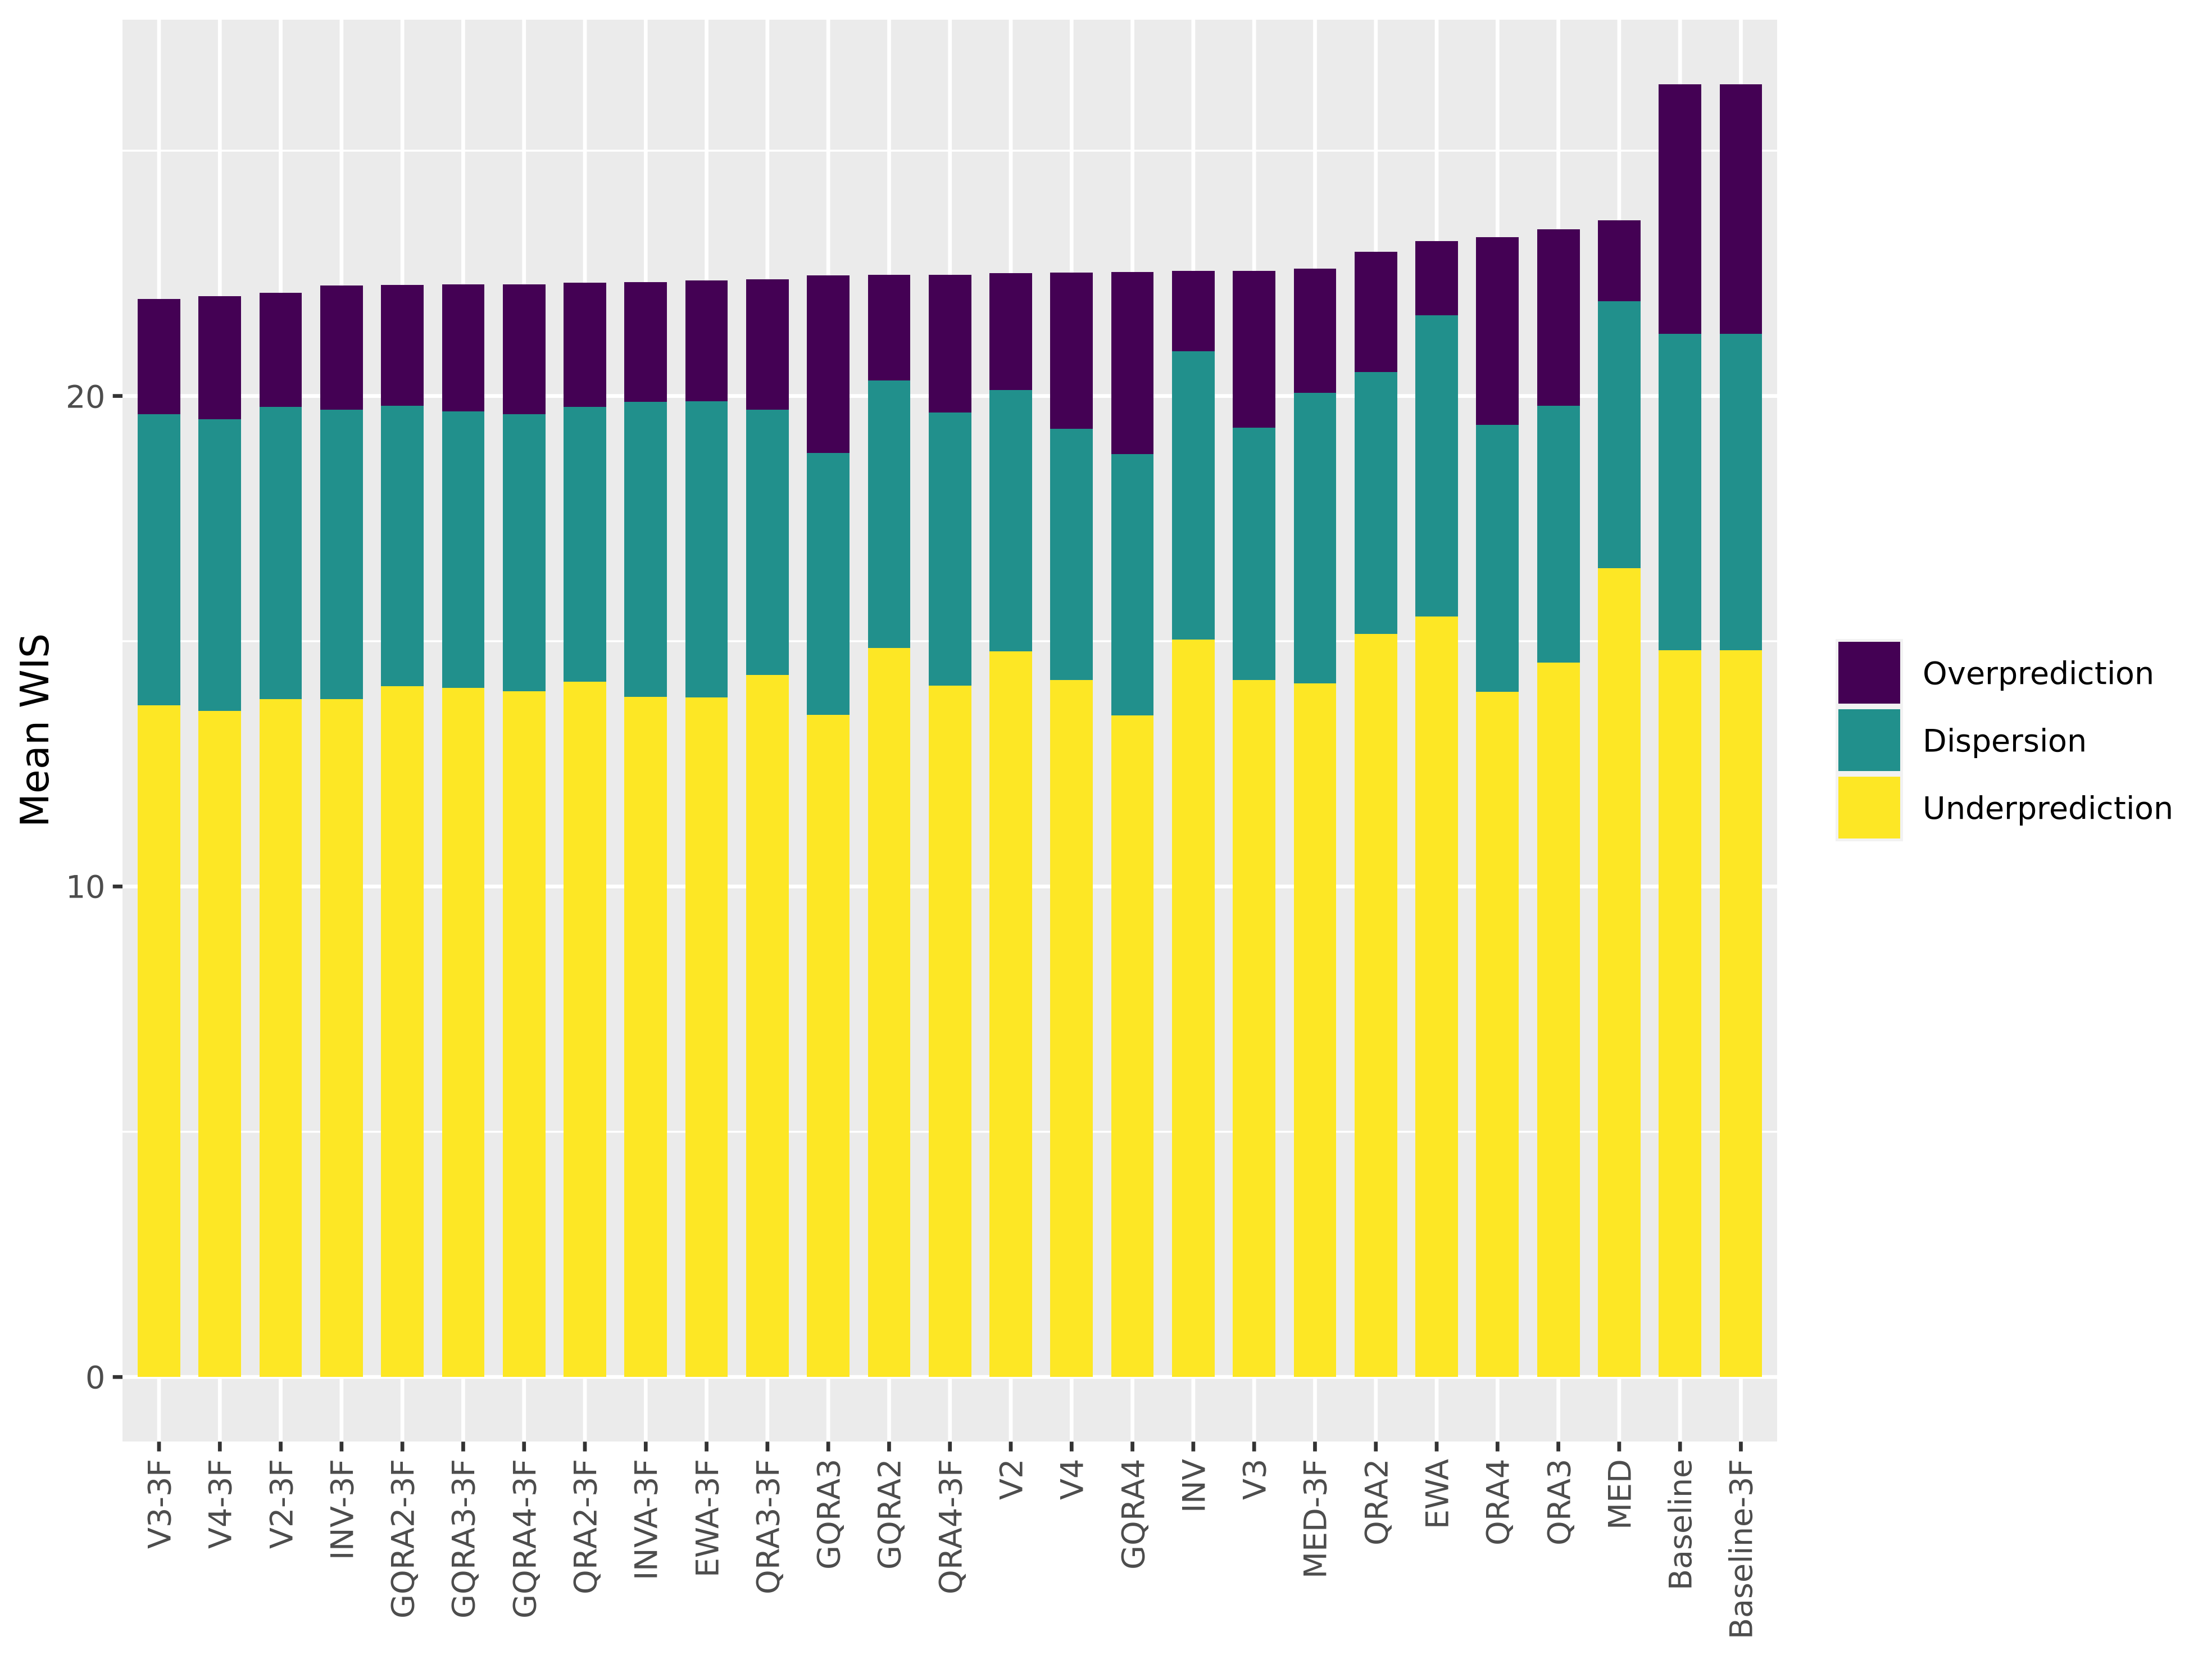 Mean WIS
20
10
0
V3-3F
V4-3F
V2-3F
INV-3F
GQRA2-3F
GQRA3-3F
GQRA4-3F
QRA2-3F
INVA-3F
EWA-3F
QRA3-3F
GQRA3
GQRA2
QRA4-3F
V2
V4
GQRA4
INV
V3
MED-3F
QRA2
EWA
QRA4
QRA3
MED
Baseline
Baseline-3F
Overprediction
Dispersion
Underprediction